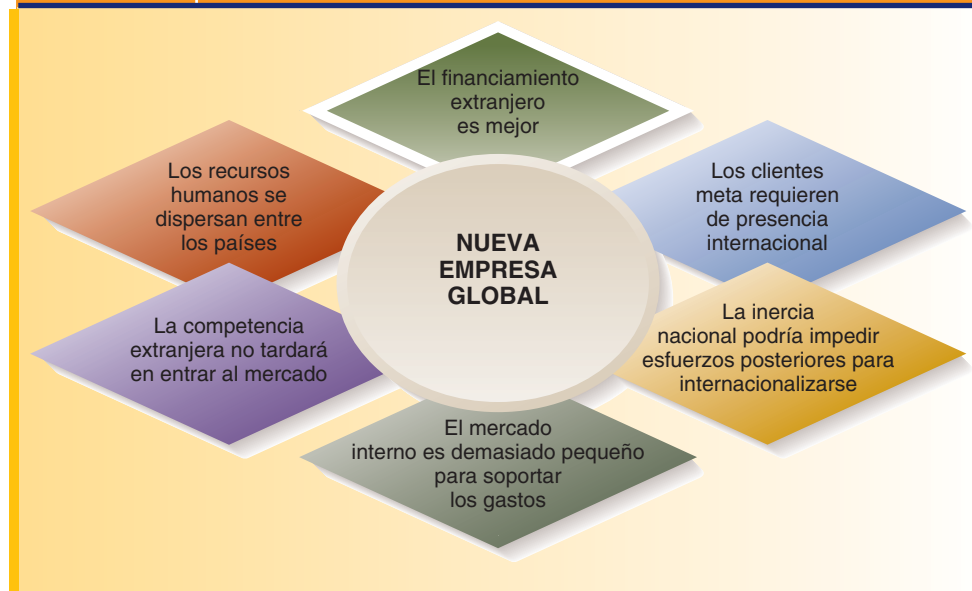 El financiamiento
extranjero
es mejor
Los recursos
humanos se
dispersan entre
los países
Los clientes
meta requieren
de presencia
internacional
NUEVA
EMPRESA
GLOBAL
La competencia
extranjera no tardará
en entrar al mercado
La inercia
nacional podría impedir
esfuerzos posteriores para
internacionalizarse
El mercado
interno es demasiado pequeño
para soportar
los gastos